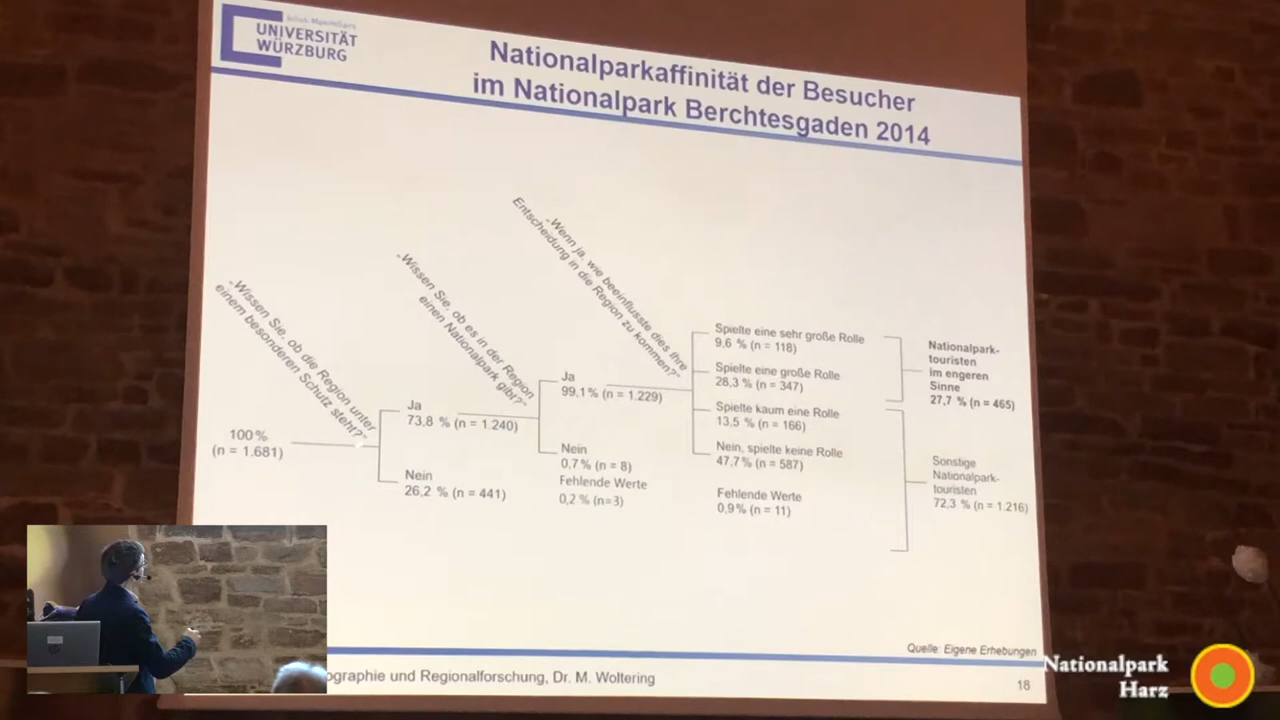 Julius-Maximilians-
UNIVERSITÄT
WÜRZBURG
Nationalparkaffinität der Besucher
im Nationalpark Berchtesgaden 2014
„Wissen Sie, ob die Region unter
einem besonderen Schutz steht?"
„Wissen Sie, ob es in der Region
einen Nationalpark gibt?"
„Wenn ja, wie beeinflusste dies Ihre
Entscheidung in die Region zu kommen?"
100 %
(n = 1.681)
Ja
73,8 % (n = 1.240)
Nein
26,2 % (n = 441)
Ja
99,1 % (n = 1.229)
Nein
0,7 % (n = 8)
Fehlende Werte
0,2 % (n=3)
Spielte eine sehr große Rolle
9,6 % (n = 118)
Spielte eine große Rolle
28,3 % (n = 347)
Spielte kaum eine Rolle
13,5 % (n = 166)
Nein, spielte keine Rolle
47,7 % (n = 587)
Fehlende Werte
0,9 % (n = 11)
Nationalpark-
touristen
im engeren
Sinne
27,7 % (n = 465)
Sonstige
Nationalpark-
touristen
72,3 % (n = 1.216)
Quelle: Eigene Erhebungen
ographie und Regionalforschung, Dr. M. Woltering
18
Nationalpark
Harz